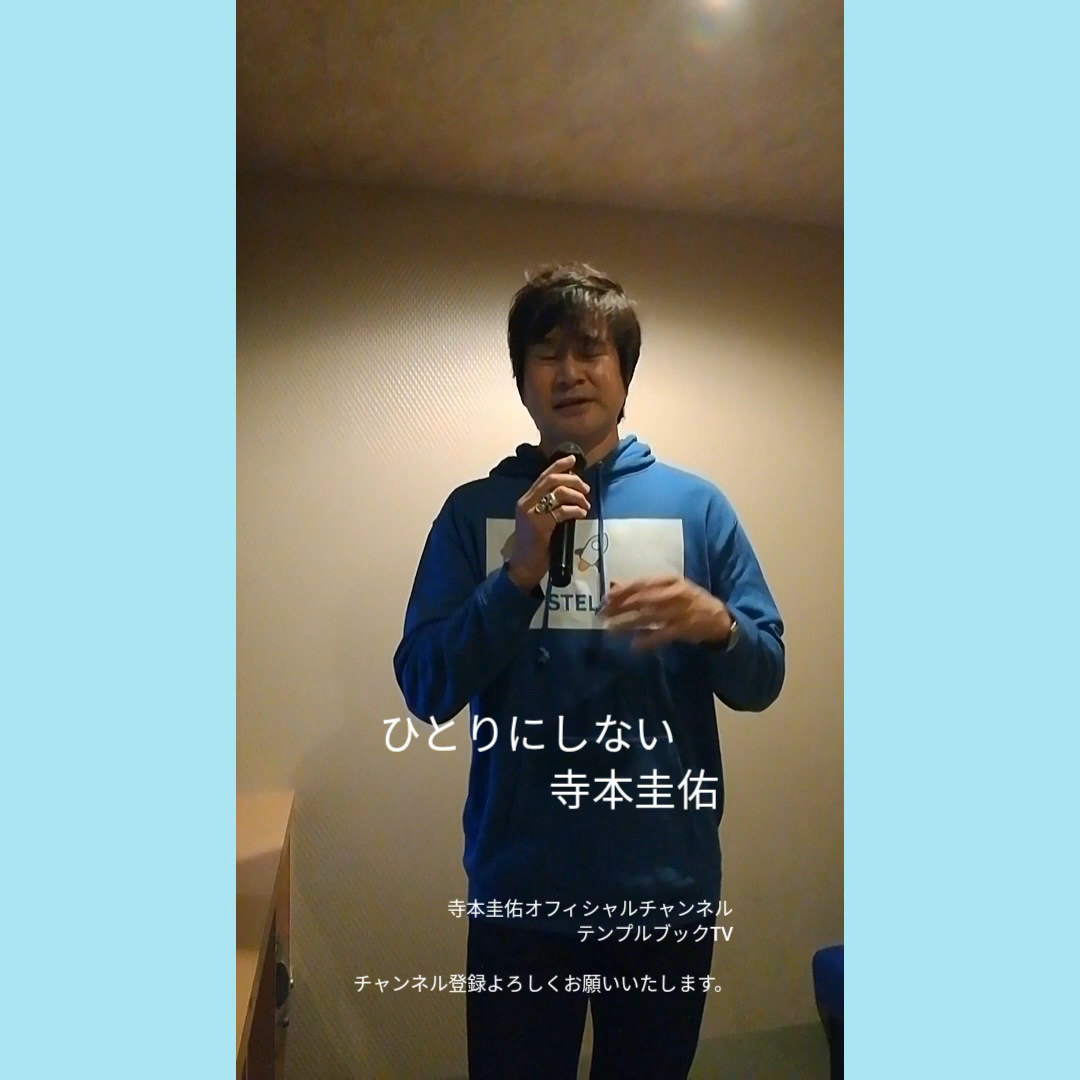 STEL
ひとりにしない
寺本圭佑
寺本圭佑オフィシャルチャンネル
テンプルブックTV
チャンネル登録よろしくお願いいたします。